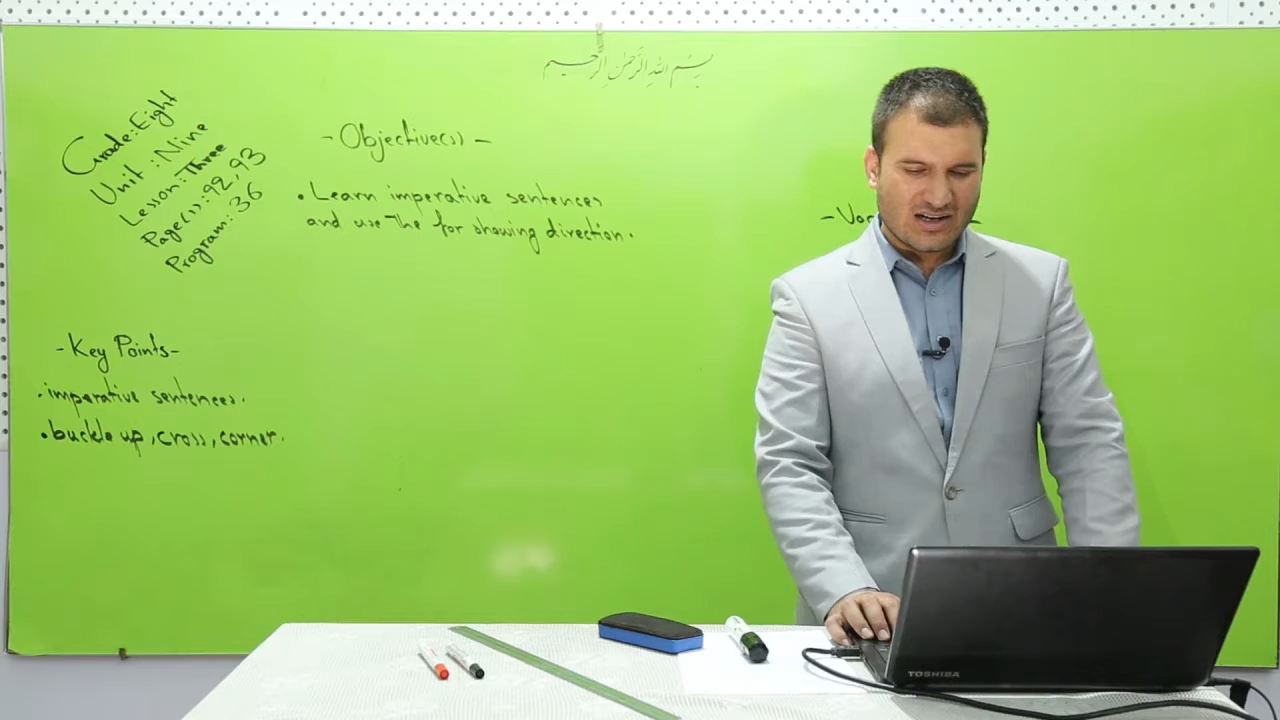 بسم الله الرحمن الرحیم
Grade: Eight
Unit: Nine
Lesson: Three
Page(s): 92, 93
Program: 36
- Objective(s) -
• Learn imperative sentences
and use the for showing direction.
- Key Points -
• imperative sentences.
• buckle up, cross, corner.
TOSHIBA